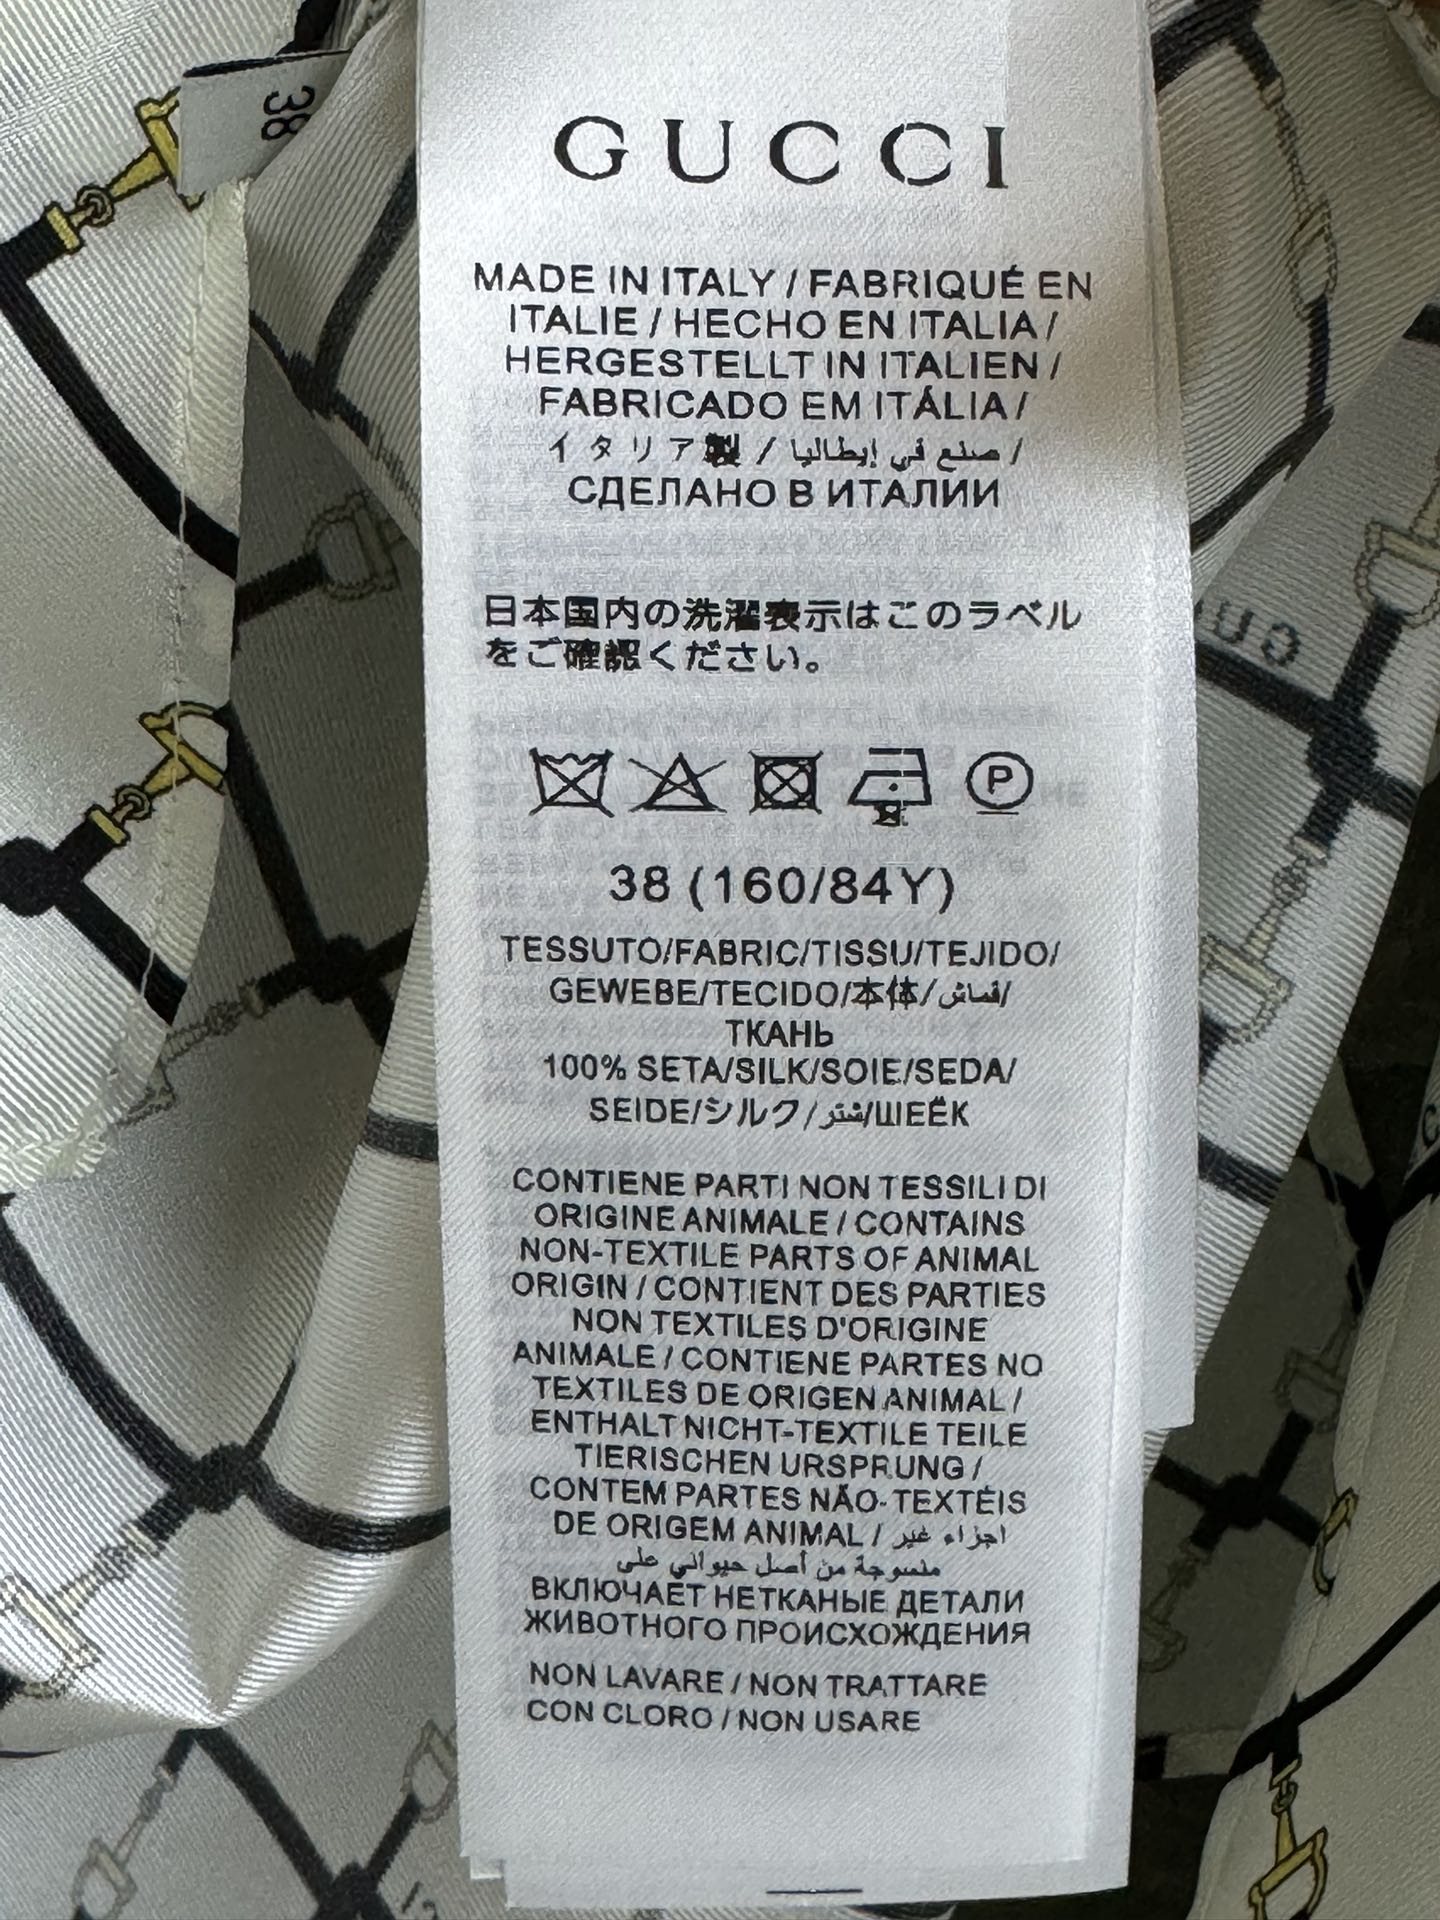 38
GUCCI
MADE IN ITALY / FABRIQUÉ EN
ITALIE / HECHO EN ITALIA /
HERGESTELLT IN ITALIEN /
FABRICADO EM ITÁLIA /
イタリア製 / صنع في إيطاليا /
СДЕЛАНО В ИТАЛИИ
日本国内の洗濯表示はこのラベル
をご確認ください。
P
38 (160/84Y)
TESSUTO/FABRIC/TISSU/TEJIDO/
GEWEBE/TECIDO/本体/قماش/
ТКАНЬ
100% SETA/SILK/SOIE/SEDA/
SEIDE/シルク/شنر/ШЕЁК
CONTIENE PARTI NON TESSILI DI
ORIGINE ANIMALE / CONTAINS
NON-TEXTILE PARTS OF ANIMAL
ORIGIN / CONTIENT DES PARTIES
NON TEXTILES D'ORIGINE
ANIMALE / CONTIENE PARTES NO
TEXTILES DE ORIGEN ANIMAL /
ENTHALT NICHT-TEXTILE TEILE
TIERISCHEN URSPRUNG /
CONTEM PARTES NÃO-TEXTÉIS
DE ORIGEM ANIMAL / اجزاء غير
منسوجة من أصل حيواني على
ВКЛЮЧАЕТ НЕТКАНЫЕ ДЕТАЛИ
ЖИВОТНОГО ПРОИСХОЖДЕНИЯ
NON LAVARE / NON TRATTARE
CON CLORO / NON USARE